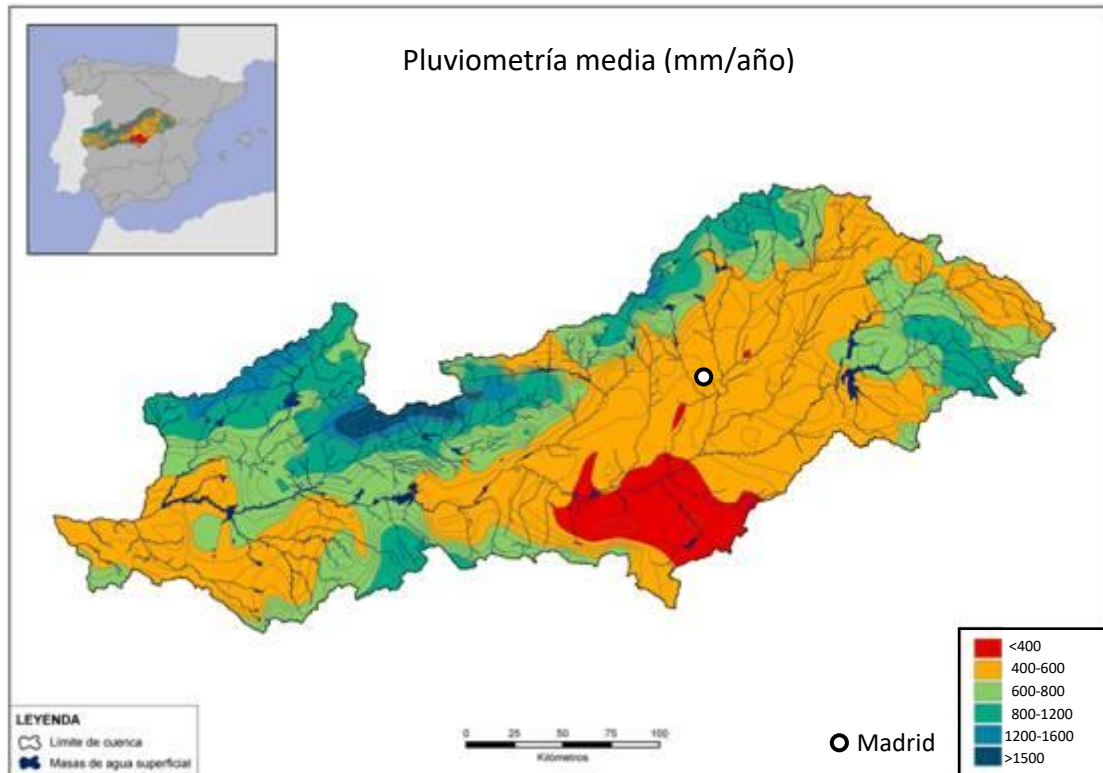 Pluviometría media (mm/año)
<400
400-600
600-800
800-1200
1200-1600
>1500
LEYENDA
Límite de cuenca
Masas de agua superficial
0 25 50 75 100
Kilómetros
Madrid